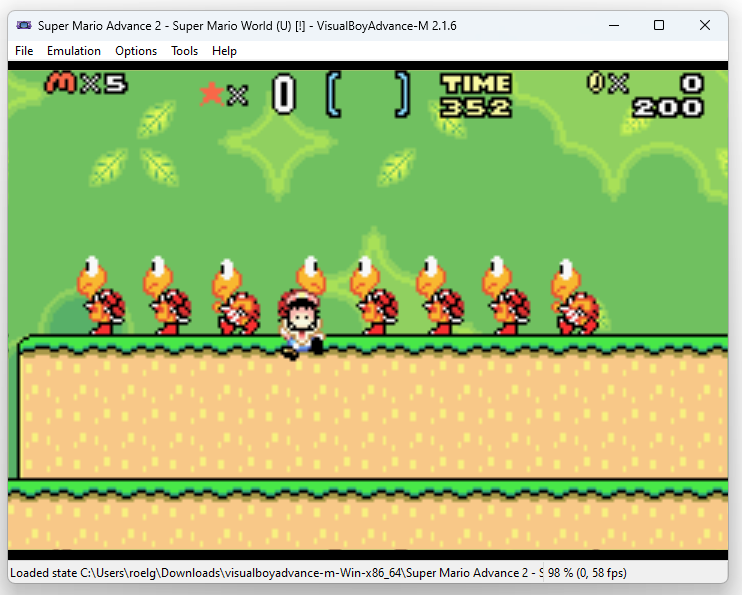 Super Mario Advance 2 - Super Mario World (U) [!] - VisualBoyAdvance-M 2.1.6
File Emulation Options Tools Help
M×5 ★× 0 [ ] TIME 0× 0
352 200
Loaded state C:\Users\roelg\Downloads\visualboyadvance-m-Win-x86_64\Super Mario Advance 2 - S 98 % (0, 58 fps)